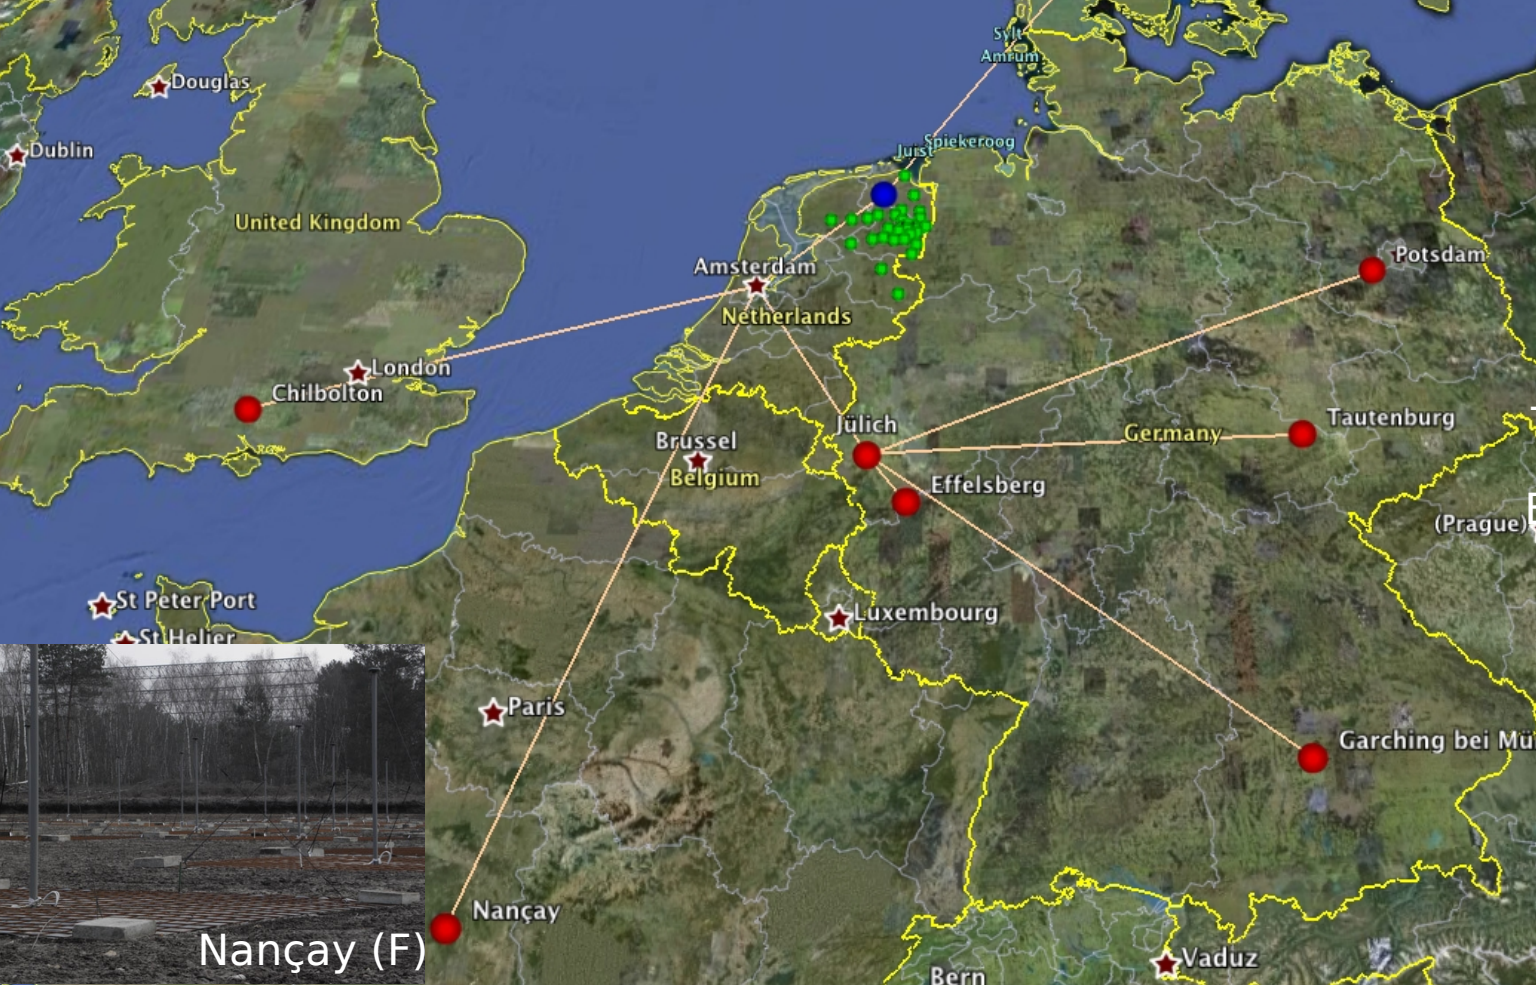 Sylt
Amrum
Douglas
Dublin
Spiekeroog
Juist
United Kingdom
Potsdam
Amsterdam
Netherlands
London
Chilbolton
Jülich
Tautenburg
Germany
Brussel
Belgium
Effelsberg
(Prague)
St Peter Port
Luxembourg
St Helier
Paris
Garching bei Mü
Nançay
Nançay (F)
Vaduz
Bern